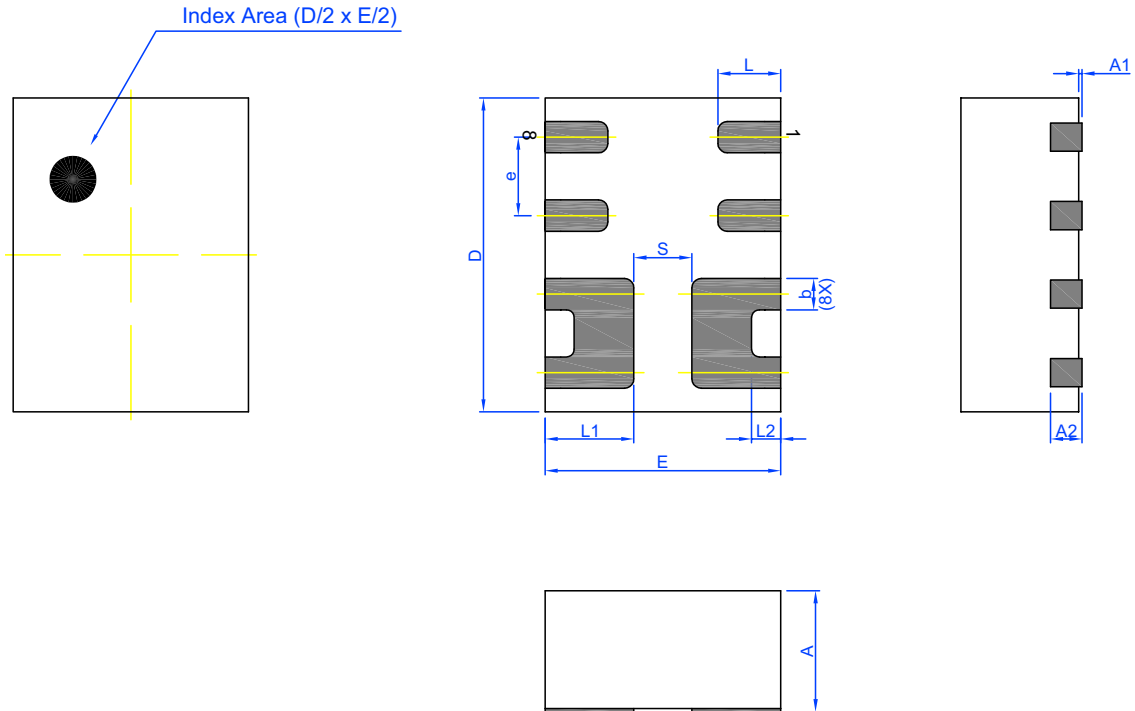 Index Area (D/2 x E/2)
L
A1
8
1
e
D
S
b
(8X)
L1
L2
A2
E
A